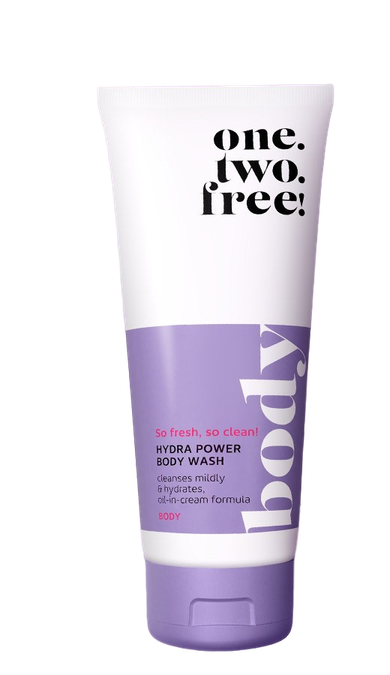 one.
two.
free!
body
So fresh, so clean!
HYDRA POWER
BODY WASH
cleanses mildly
& hydrates,
oil-in-cream formula
BODY